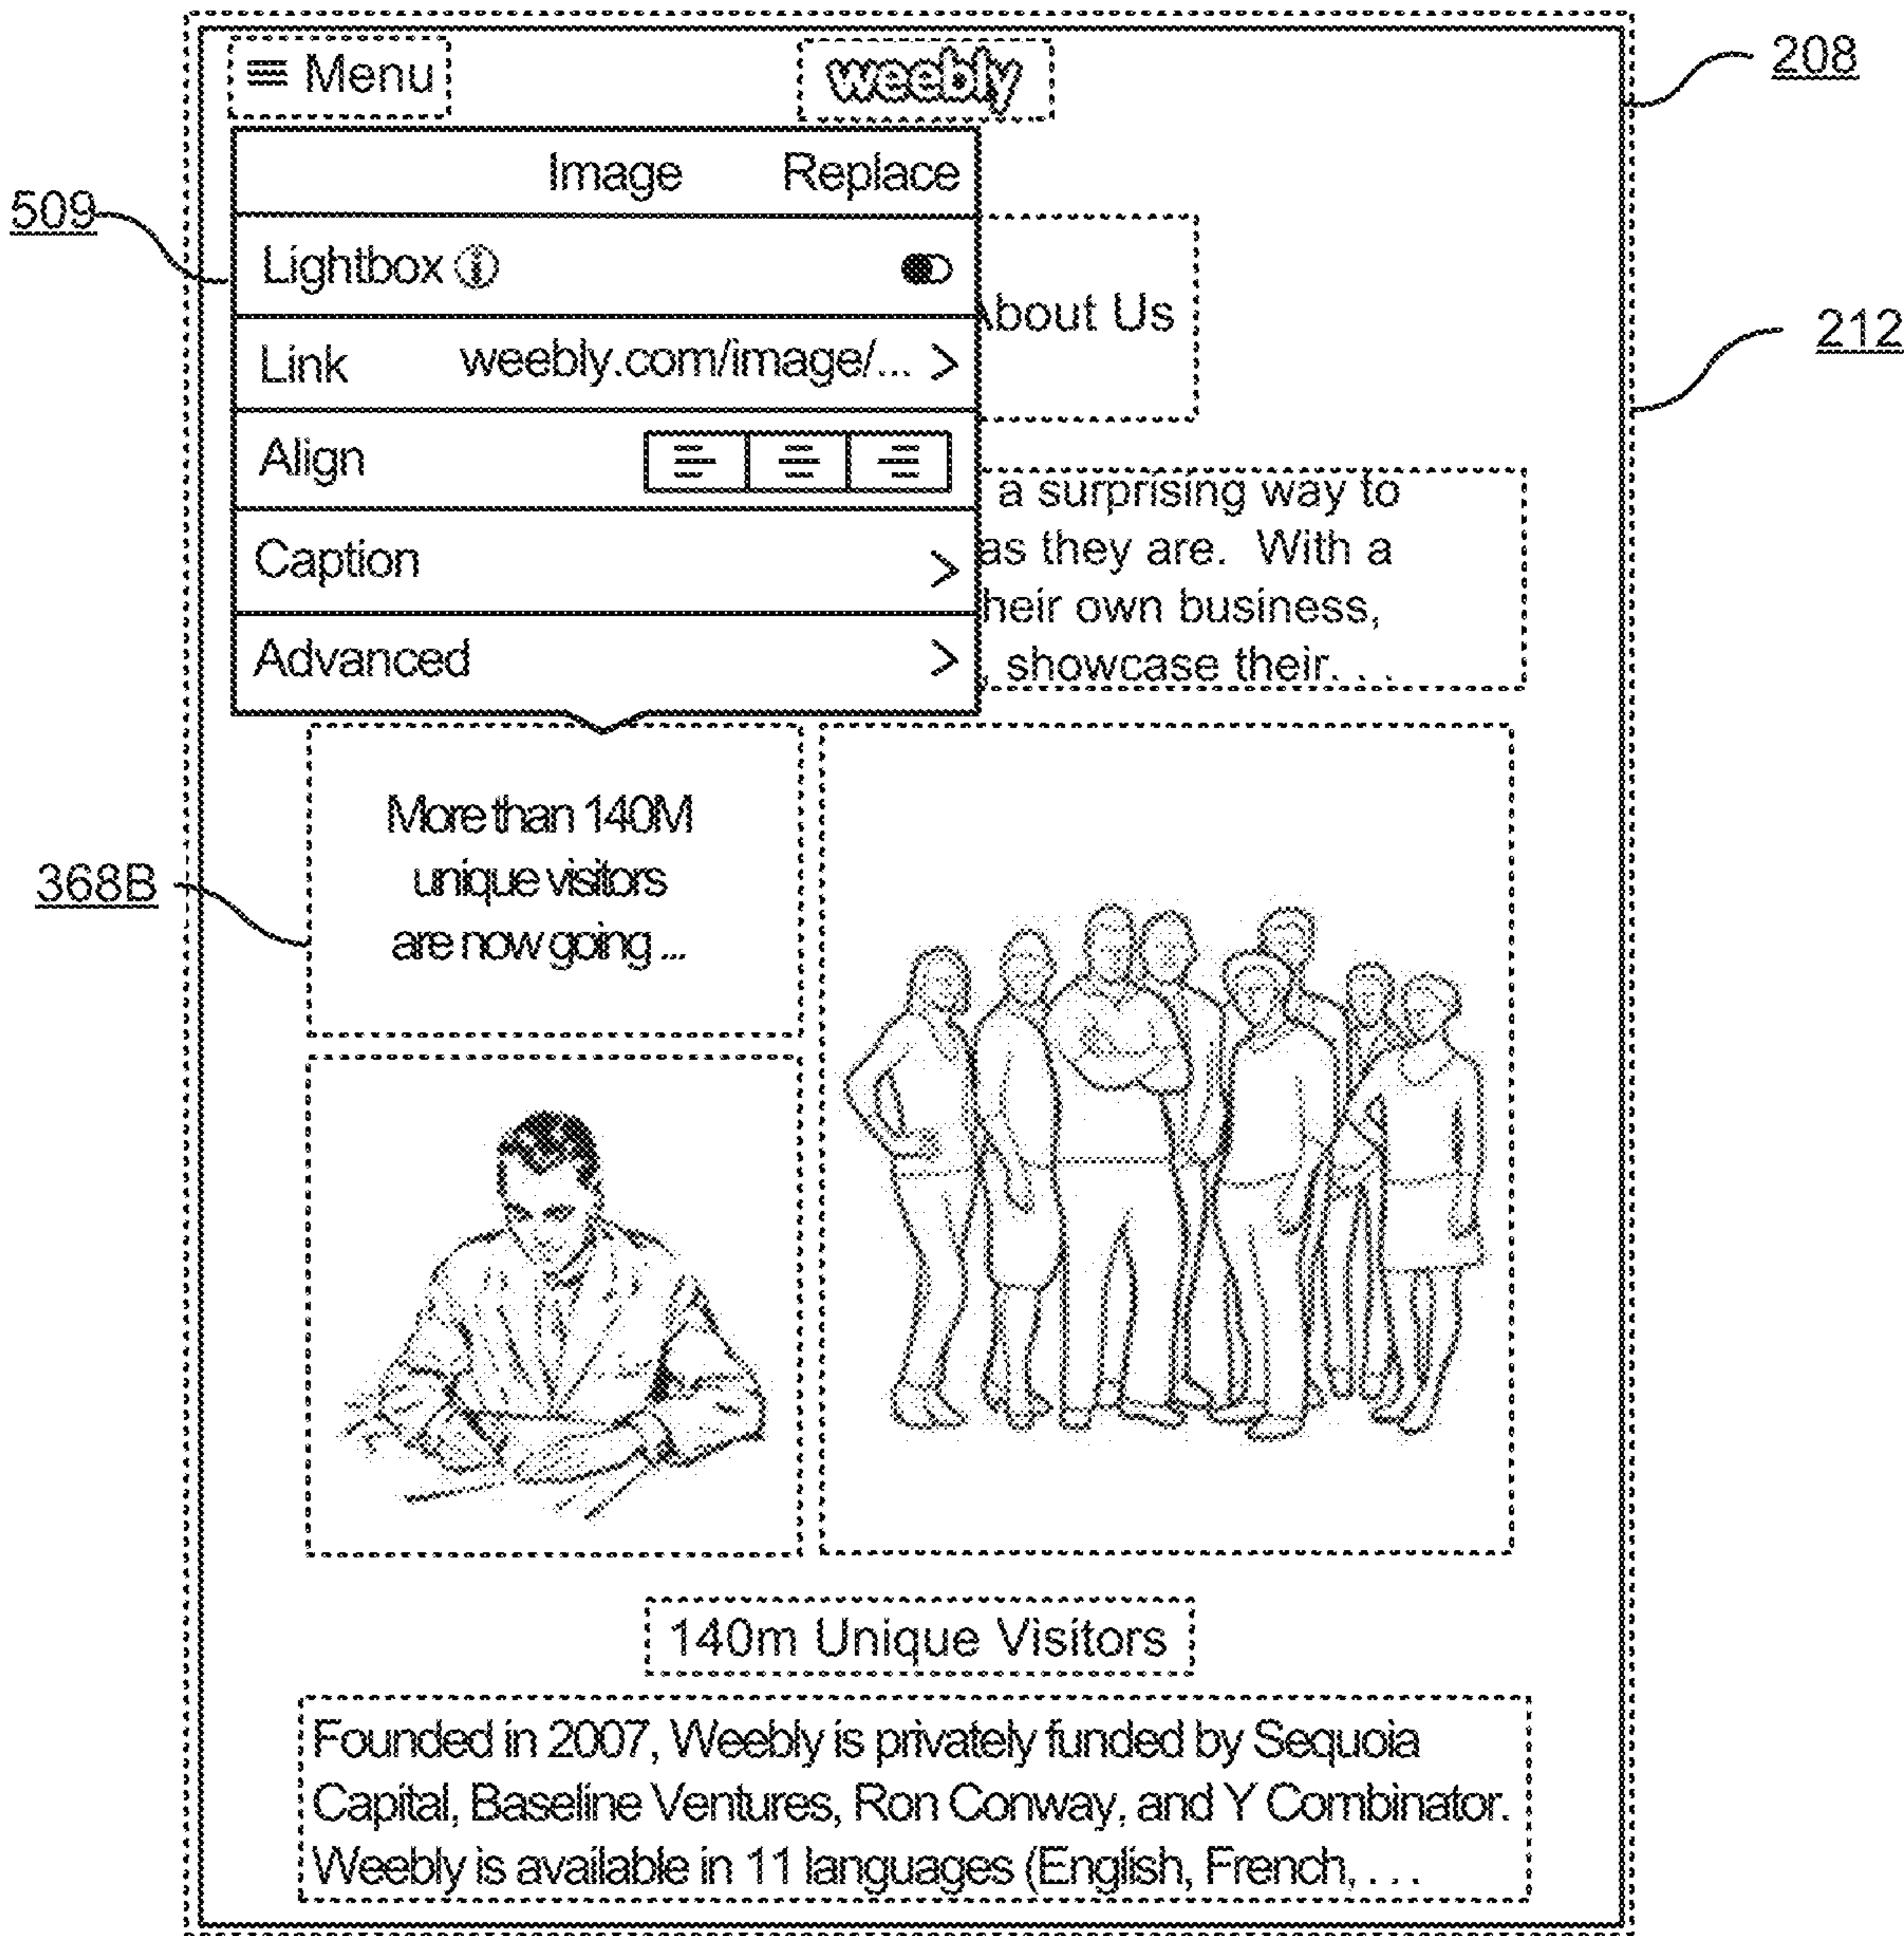 ≡ Menu
weebly
208
Image Replace
509
Lightbox ⓘ
About Us
212
Link weebly.com/image/... >
Align
a surprising way to
Caption >
as they are. With a
heir own business,
Advanced >
, showcase their. . .
More than 140M
unique visitors
are now going ...
368B
140m Unique Visitors
Founded in 2007, Weebly is privately funded by Sequoia
Capital, Baseline Ventures, Ron Conway, and Y Combinator.
Weebly is available in 11 languages (English, French, . . .